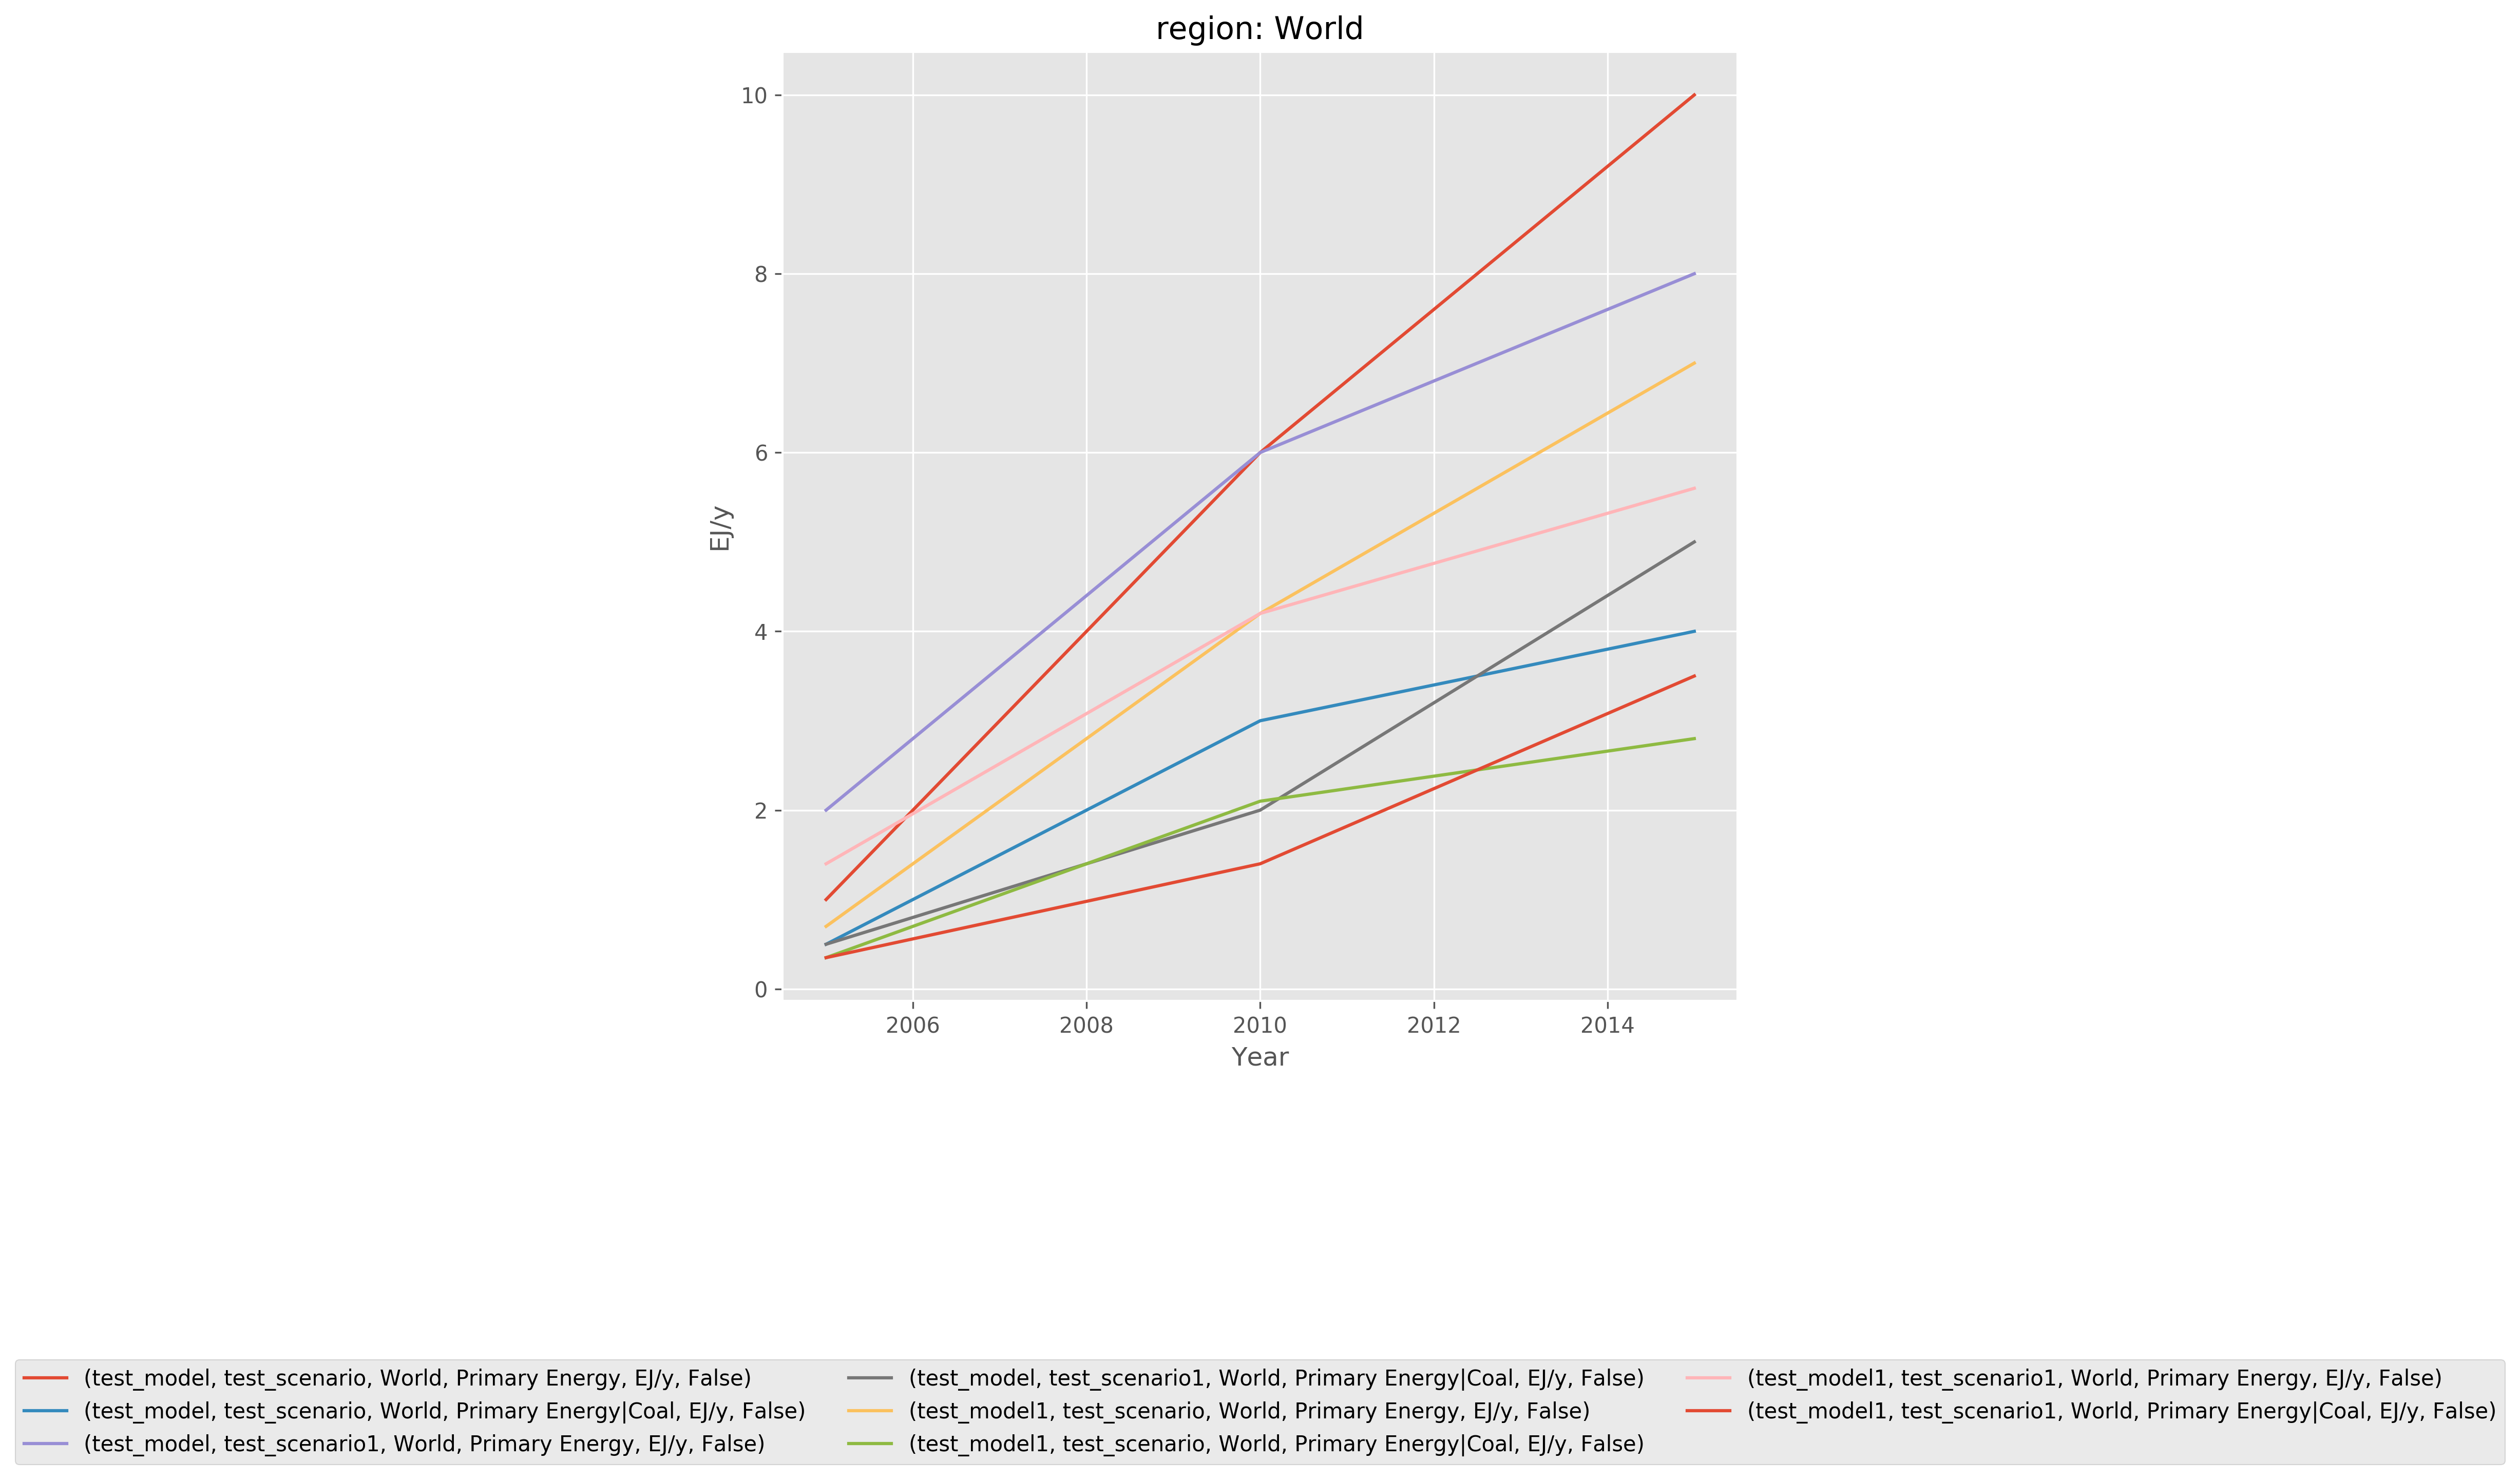 region: World
10
8
6
4
2
0
EJ/y
2006 2008 2010 2012 2014
Year
(test_model, test_scenario, World, Primary Energy, EJ/y, False)
(test_model, test_scenario, World, Primary Energy|Coal, EJ/y, False)
(test_model, test_scenario1, World, Primary Energy, EJ/y, False)
(test_model, test_scenario1, World, Primary Energy|Coal, EJ/y, False)
(test_model1, test_scenario, World, Primary Energy, EJ/y, False)
(test_model1, test_scenario, World, Primary Energy|Coal, EJ/y, False)
(test_model1, test_scenario1, World, Primary Energy, EJ/y, False)
(test_model1, test_scenario1, World, Primary Energy|Coal, EJ/y, False)